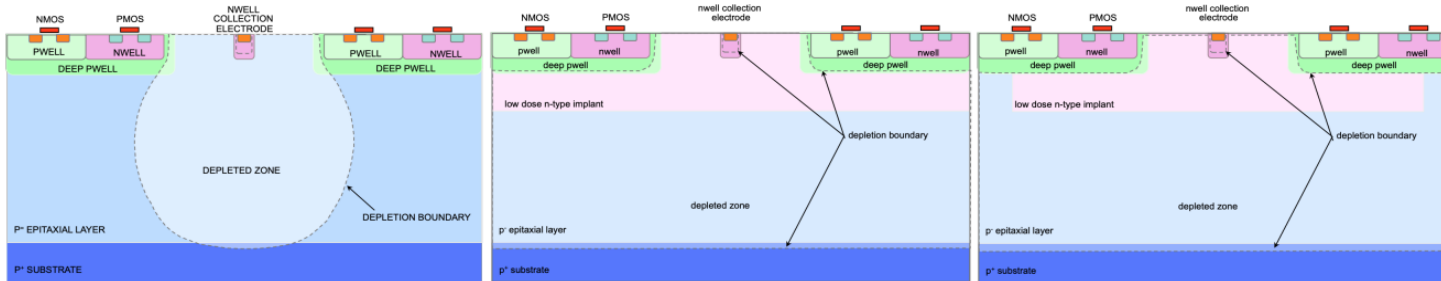 NMOS
PMOS
NWELL
COLLECTION
ELECTRODE
PWELL
NWELL
PWELL
NWELL
DEEP PWELL
DEEP PWELL
DEPLETED ZONE
DEPLETION BOUNDARY
P⁼ EPITAXIAL LAYER
P⁺ SUBSTRATE
NMOS
PMOS
nwell collection
electrode
pwell
nwell
pwell
nwell
deep pwell
deep pwell
low dose n-type implant
depletion boundary
depleted zone
p⁻ epitaxial layer
p⁺ substrate
NMOS
PMOS
nwell collection
electrode
pwell
nwell
pwell
nwell
deep pwell
deep pwell
low dose n-type implant
depletion boundary
depleted zone
p⁻ epitaxial layer
p⁺ substrate